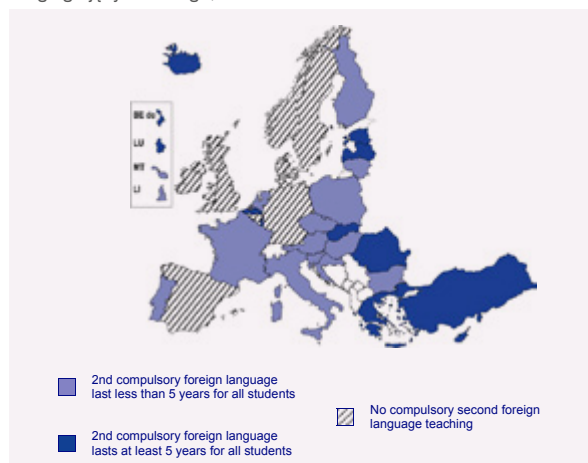 BE de
LU
MT
LI
2nd compulsory foreign language
last less than 5 years for all students
No compulsory second foreign
language teaching
2nd compulsory foreign language
lasts at least 5 years for all students